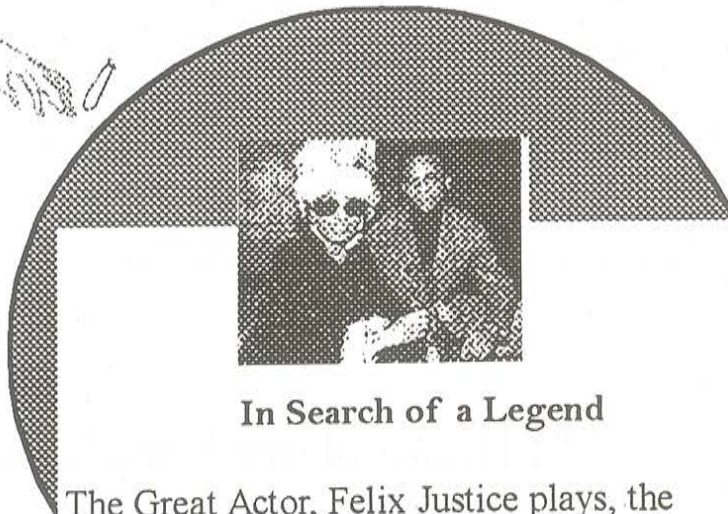 In Search of a Legend
The Great Actor, Felix Justice plays, the